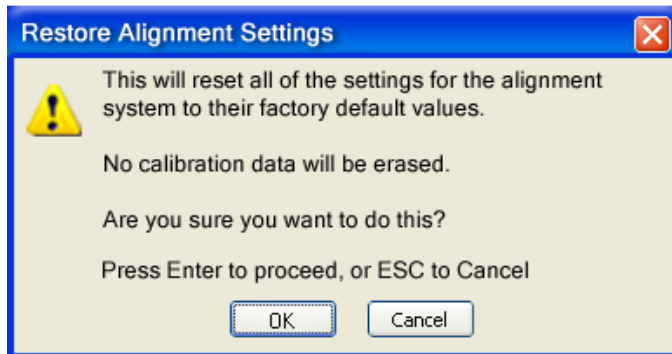 Restore Alignment Settings
This will reset all of the settings for the alignment
system to their factory default values.
No calibration data will be erased.
Are you sure you want to do this?
Press Enter to proceed, or ESC to Cancel
OK
Cancel